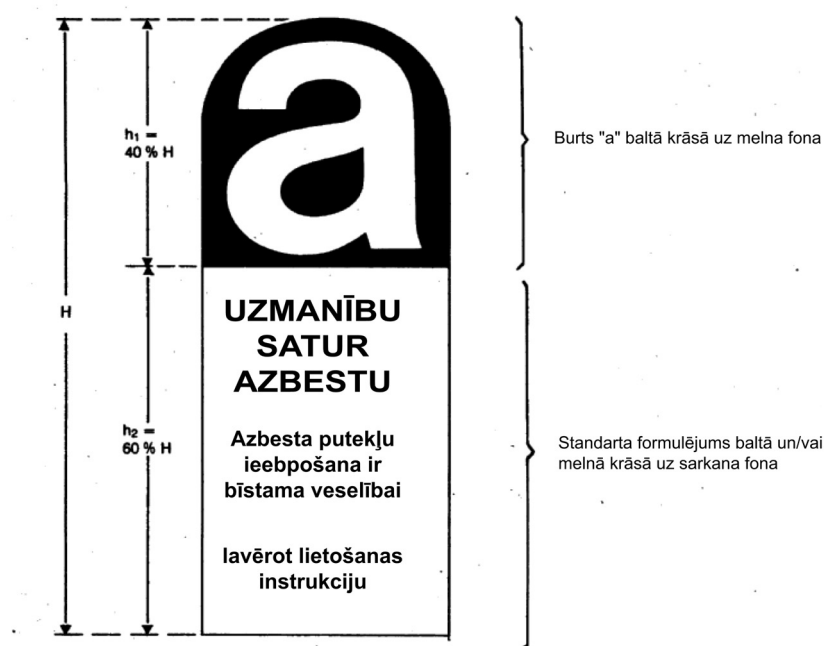 a
h₁ =
40 % H
Burts "a" baltā krāsā uz melna fona
H
UZMANĪBU
SATUR
AZBESTU
h₂ =
60 % H
Azbesta putekļu
ieebpošana ir
bīstama veselībai
Standarta formulējums baltā un/vai
melnā krāsā uz sarkana fona
Iavērot lietošanas
instrukciju